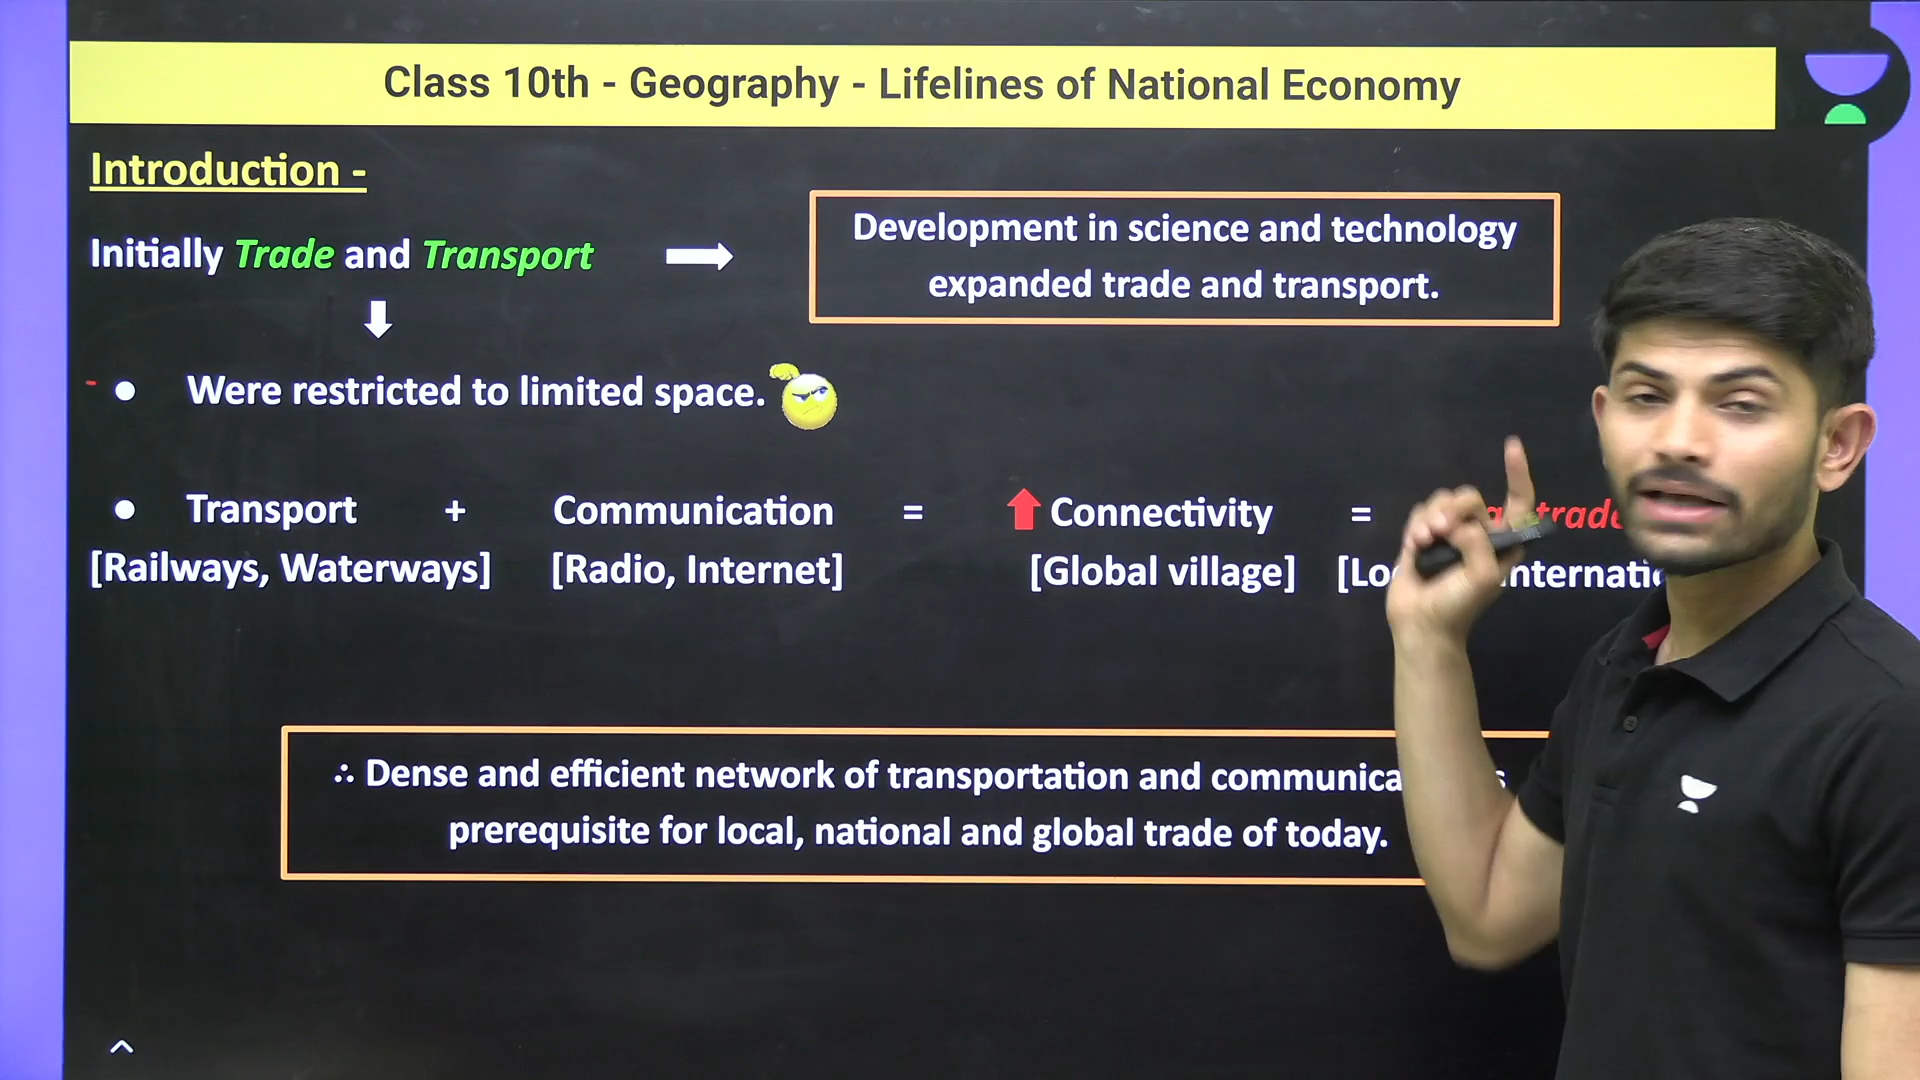 Class 10th - Geography - Lifelines of National Economy
Introduction -
Initially Trade and Transport
Development in science and technology
expanded trade and transport.
• Were restricted to limited space.
• Transport + Communication = Connectivity = trade
[Railways, Waterways] [Radio, Internet] [Global village]
∴ Dense and efficient network of transportation and
prerequisite for local, national and global trade of today.